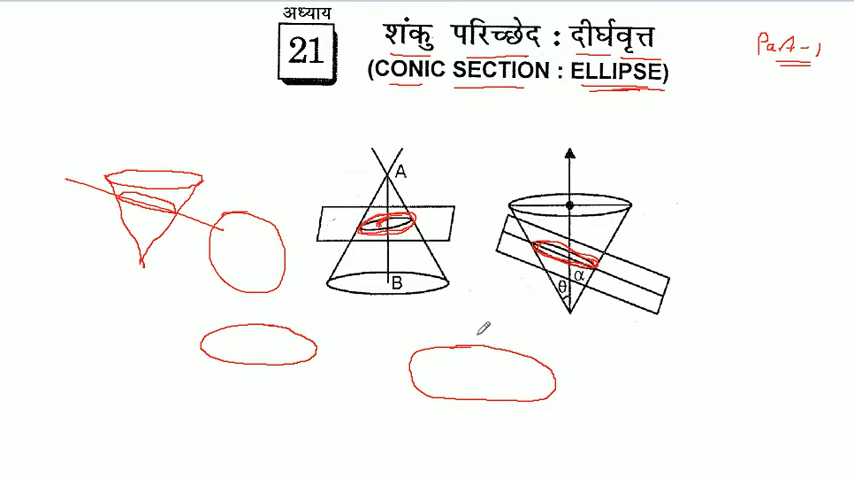 अध्याय
21
शंकु परिच्छेद : दीर्घवृत्त
(CONIC SECTION : ELLIPSE)
Part-1
A
B
θ
α